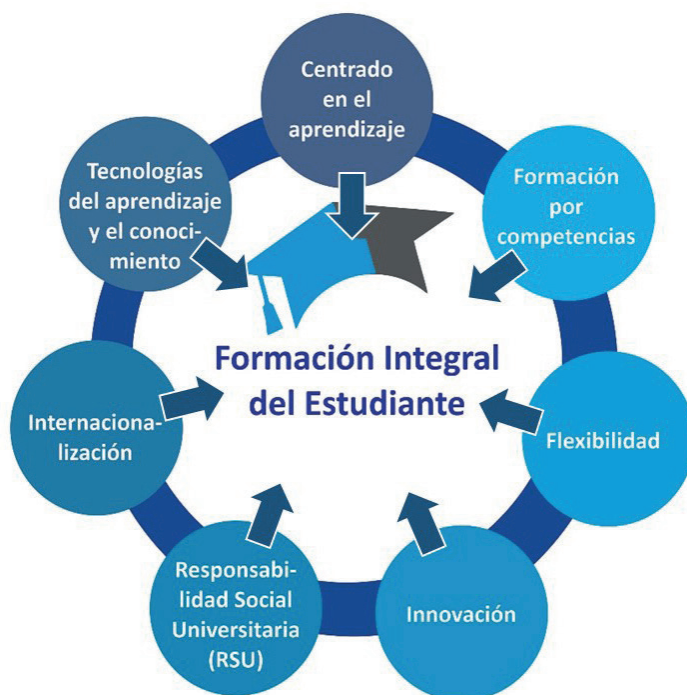 Centrado
en el
aprendizaje
Formación
por
competencias
Flexibilidad
Innovación
Responsabi-
lidad Social
Universitaria
(RSU)
Internaciona-
lización
Tecnologías
del aprendizaje
y el conoci-
miento
Formación Integral
del Estudiante